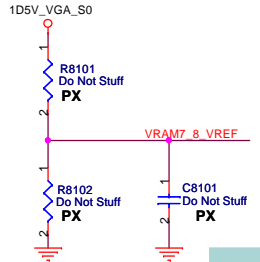 1D5V_VGA_S0
1
R8101
Do Not Stuff
PX
2
VRAM7_8_VREF
1
1
R8102
Do Not Stuff
PX
C8101
Do Not Stuff
PX
2
2